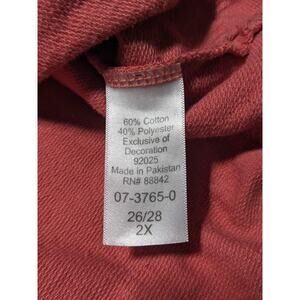 60% Cotton
40% Polyester
Exclusive of
Decoration
92025
Made in Pakistan
RN# 88842
07-3765-0
26/28
2X